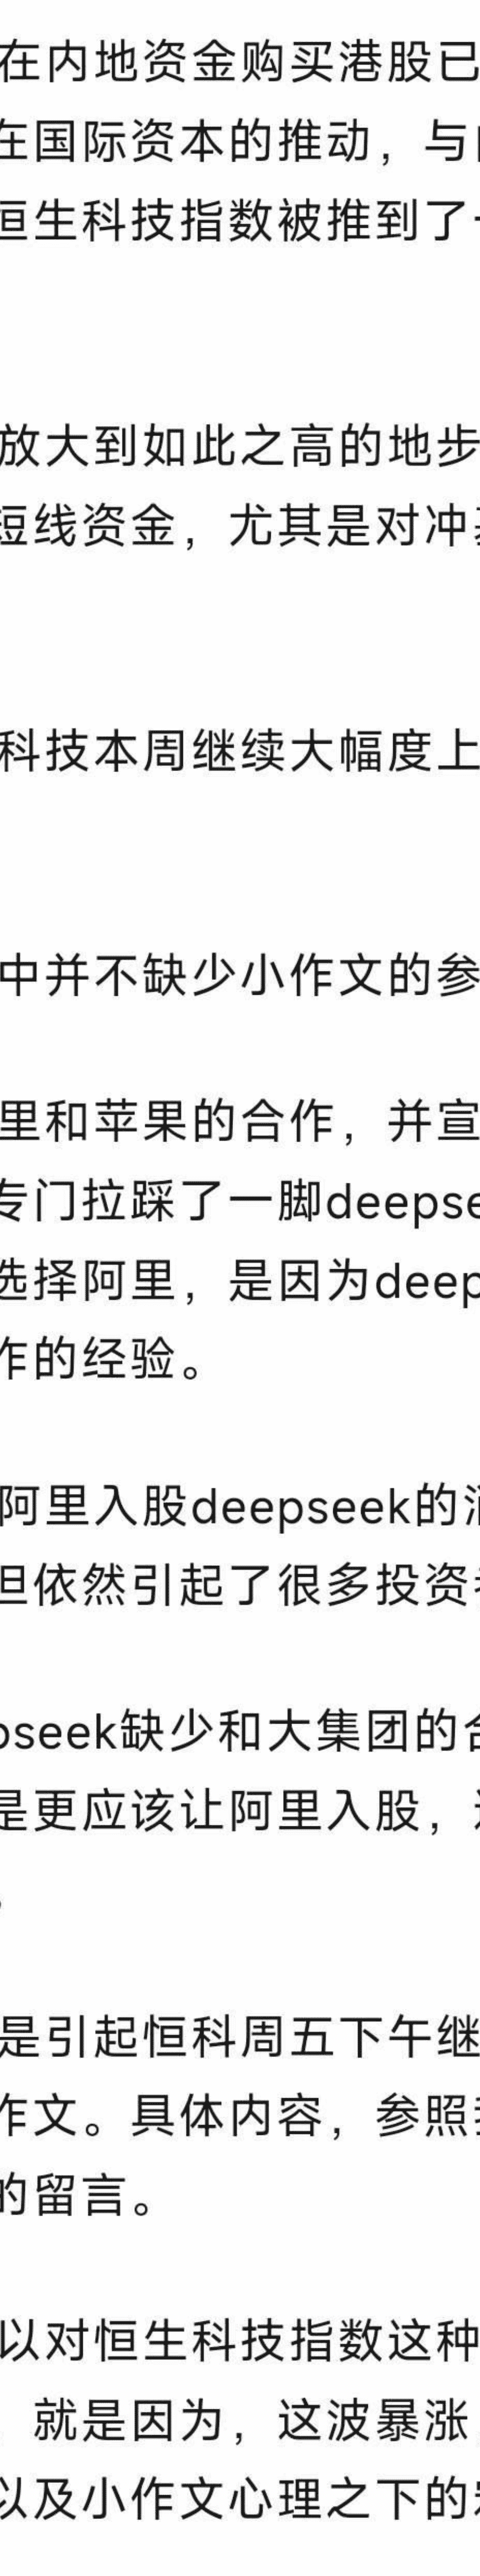 在内地资金购买港股已
在国际资本的推动，与
恒生科技指数被推到了
放大到如此之高的地步
短线资金，尤其是对冲
科技本周继续大幅度上
中并不缺少小作文的参
里和苹果的合作，并宣
专门拉踩了一脚deepse
选择阿里，是因为deep
作的经验。
阿里入股deepseek的消
但依然引起了很多投资
pseek缺少和大集团的合
是更应该让阿里入股，
是引起恒科周五下午继
作文。具体内容，参照
的留言。
以对恒生科技指数这种
就是因为，这波暴涨
以及小作文心理之下的